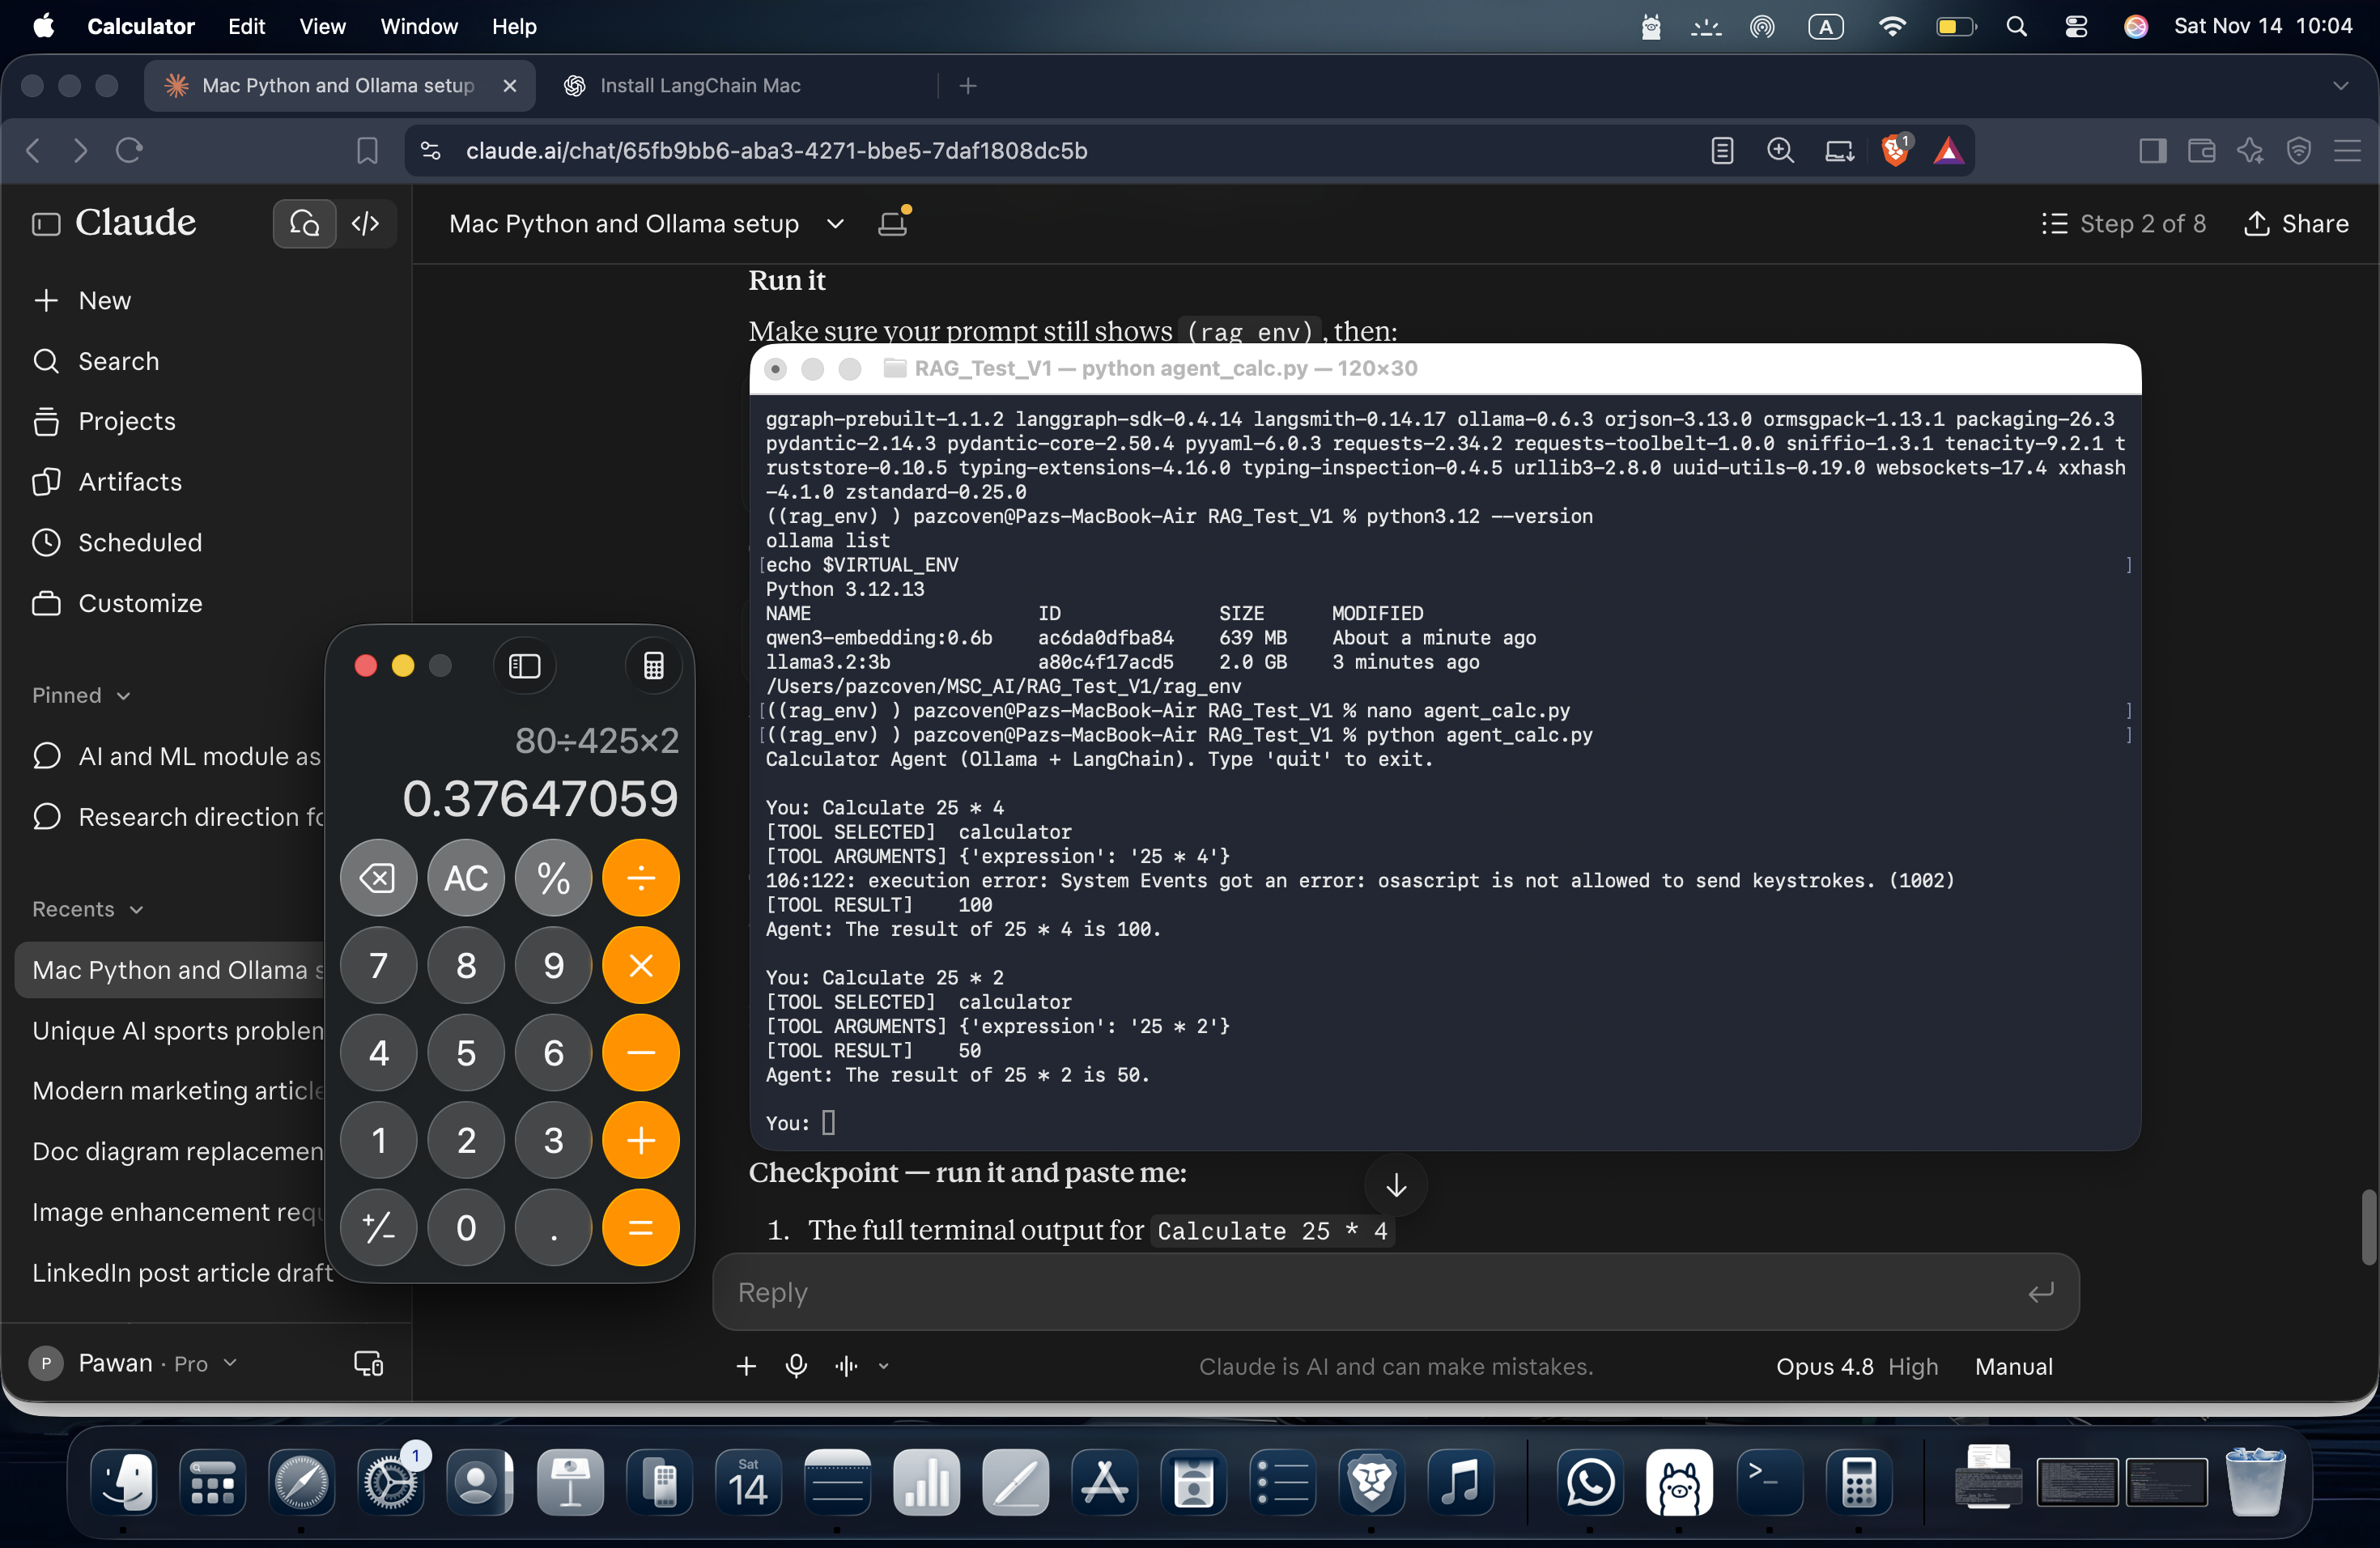 Calculator Edit View Window Help
A
Sat Nov 14 10:04
Mac Python and Ollama setup
Install LangChain Mac
claude.ai/chat/65fb9bb6-aba3-4271-bbe5-7daf1808dc5b
1
Claude
Mac Python and Ollama setup
Step 2 of 8
Share
New
Search
Projects
Artifacts
Scheduled
Customize
Pinned
AI and ML module as
Research direction fo
Recents
Mac Python and Ollama s
Unique AI sports problem
Modern marketing article
Doc diagram replacemen
Image enhancement requ
LinkedIn post article draft
P
Pawan · Pro
80÷425×2
0.37647059
AC % ÷
7 8 9 ×
4 5 6 −
1 2 3 +
+/− 0 . =
Run it
Make sure your prompt still shows (rag_env), then:
RAG_Test_V1 — python agent_calc.py — 120×30
ggraph-prebuilt-1.1.2 langgraph-sdk-0.4.14 langsmith-0.14.17 ollama-0.6.3 orjson-3.13.0 ormsgpack-1.13.1 packaging-26.3
pydantic-2.14.3 pydantic-core-2.50.4 pyyaml-6.0.3 requests-2.34.2 requests-toolbelt-1.0.0 sniffio-1.3.1 tenacity-9.2.1 t
ruststore-0.10.5 typing-extensions-4.16.0 typing-inspection-0.4.5 urllib3-2.8.0 uuid-utils-0.19.0 websockets-17.4 xxhash
-4.1.0 zstandard-0.25.0
((rag_env) ) pazcoven@Pazs-MacBook-Air RAG_Test_V1 % python3.12 --version
ollama list
[echo $VIRTUAL_ENV ]
Python 3.12.13
NAME ID SIZE MODIFIED
qwen3-embedding:0.6b ac6da0dfba84 639 MB About a minute ago
llama3.2:3b a80c4f17acd5 2.0 GB 3 minutes ago
/Users/pazcoven/MSC_AI/RAG_Test_V1/rag_env
[((rag_env) ) pazcoven@Pazs-MacBook-Air RAG_Test_V1 % nano agent_calc.py ]
[((rag_env) ) pazcoven@Pazs-MacBook-Air RAG_Test_V1 % python agent_calc.py ]
Calculator Agent (Ollama + LangChain). Type 'quit' to exit.
You: Calculate 25 * 4
[TOOL SELECTED] calculator
[TOOL ARGUMENTS] {'expression': '25 * 4'}
106:122: execution error: System Events got an error: osascript is not allowed to send keystrokes. (1002)
[TOOL RESULT] 100
Agent: The result of 25 * 4 is 100.
You: Calculate 25 * 2
[TOOL SELECTED] calculator
[TOOL ARGUMENTS] {'expression': '25 * 2'}
[TOOL RESULT] 50
Agent: The result of 25 * 2 is 50.
You:
Checkpoint — run it and paste me:
1. The full terminal output for Calculate 25 * 4
Reply
Claude is AI and can make mistakes.
Opus 4.8 High Manual
1
Sat
14